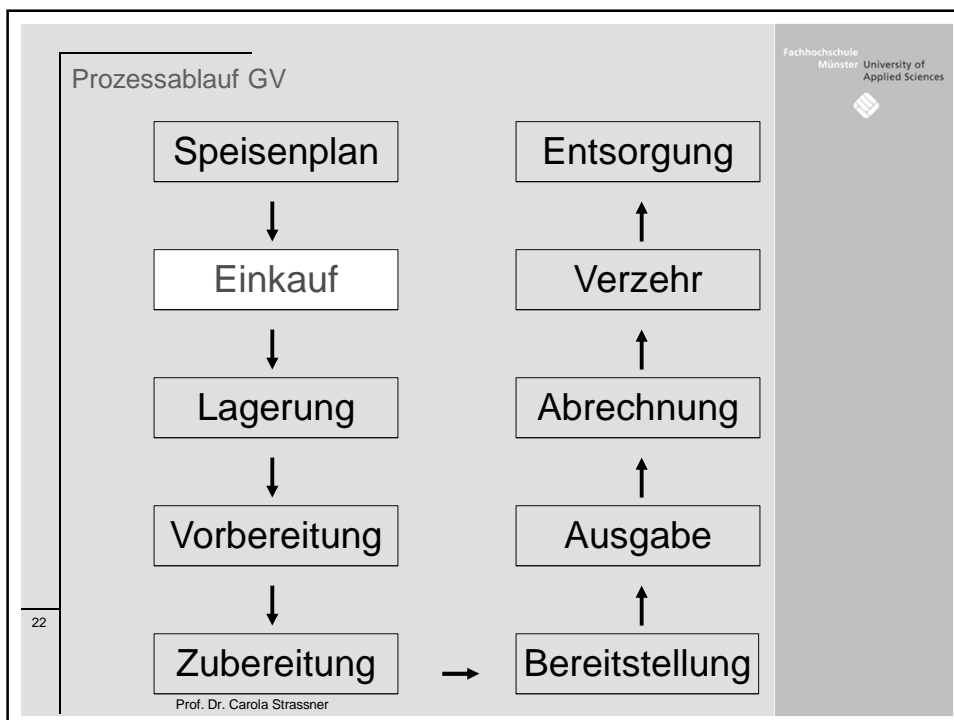 Prozessablauf GV
Fachhochschule
Münster University of
Applied Sciences
Speisenplan
Einkauf
Lagerung
Vorbereitung
Zubereitung
Bereitstellung
Ausgabe
Abrechnung
Verzehr
Entsorgung
22
Prof. Dr. Carola Strassner